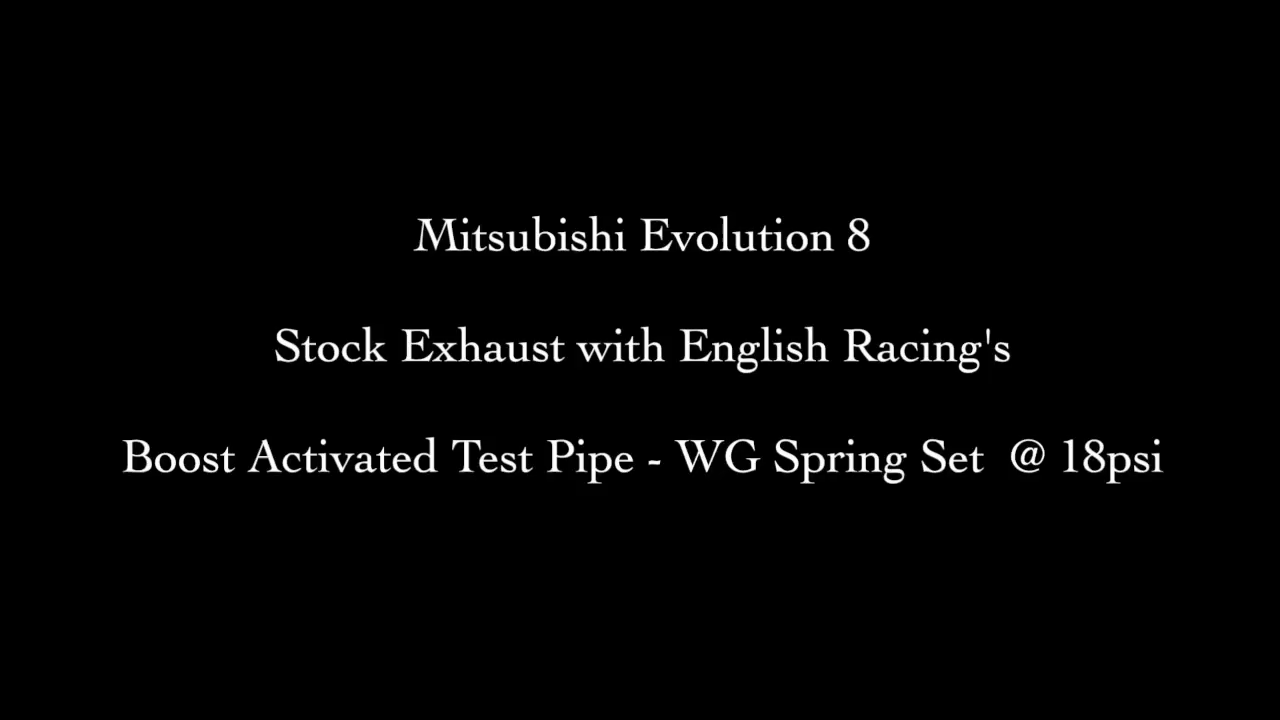 Mitsubishi Evolution 8
Stock Exhaust with English Racing's
Boost Activated Test Pipe - WG Spring Set @ 18psi